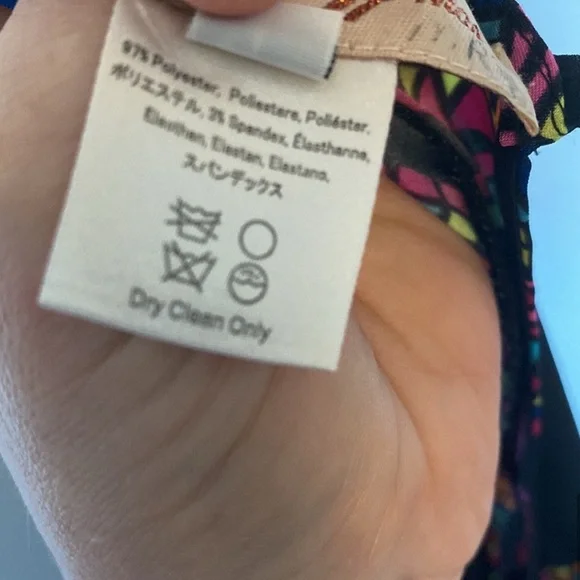 97% Polyester, Poliestere, Poliéster,
ポリエステル, 3% Spandex, Élasthanne,
Elasthan, Elastan, Elastano,
スパンデックス
Dry Clean Only